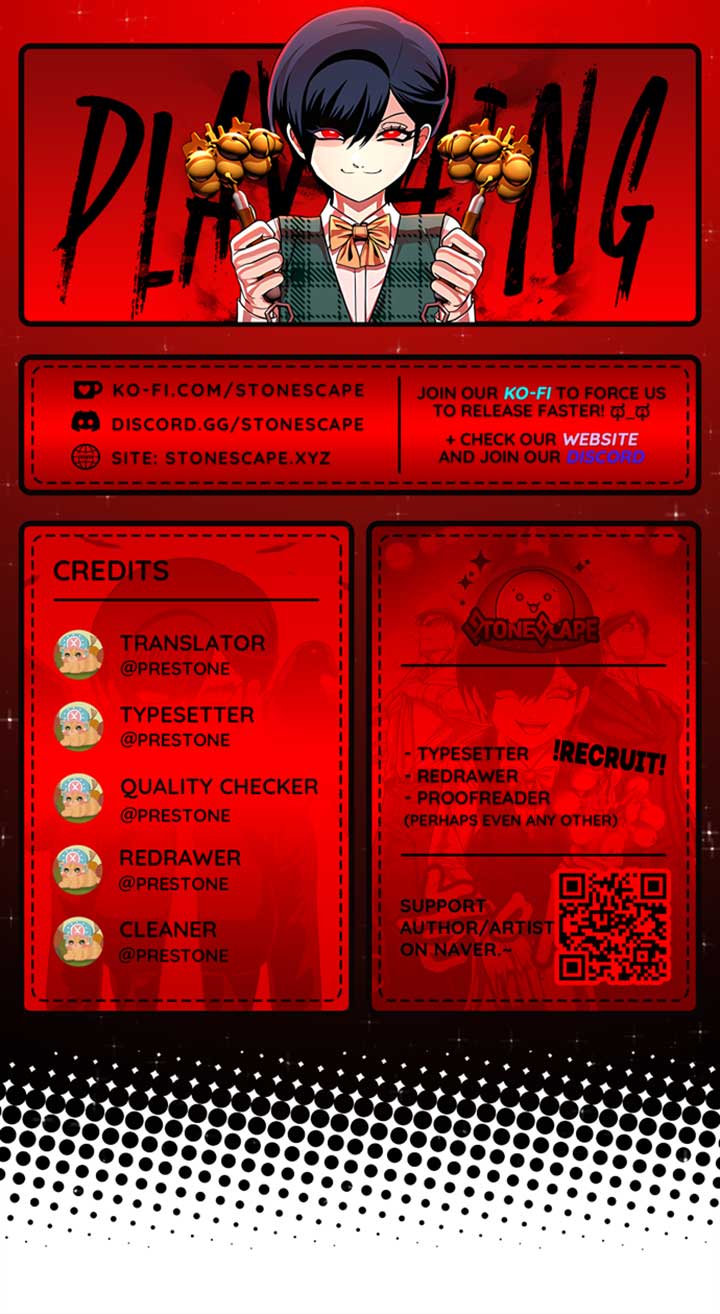 PLAYTHING
KO-FI.COM/STONESCAPE
DISCORD.GG/STONESCAPE
SITE: STONESCAPE.XYZ
JOIN OUR KO-FI TO FORCE US
TO RELEASE FASTER! ಠ_ಠ
+ CHECK OUR WEBSITE
AND JOIN OUR DISCORD
CREDITS
TRANSLATOR
@PRESTONE
TYPESETTER
@PRESTONE
QUALITY CHECKER
@PRESTONE
REDRAWER
@PRESTONE
CLEANER
@PRESTONE
STONESCAPE
- TYPESETTER
!RECRUIT!
- REDRAWER
- PROOFREADER
(PERHAPS EVEN ANY OTHER)
SUPPORT
AUTHOR/ARTIST
ON NAVER.~